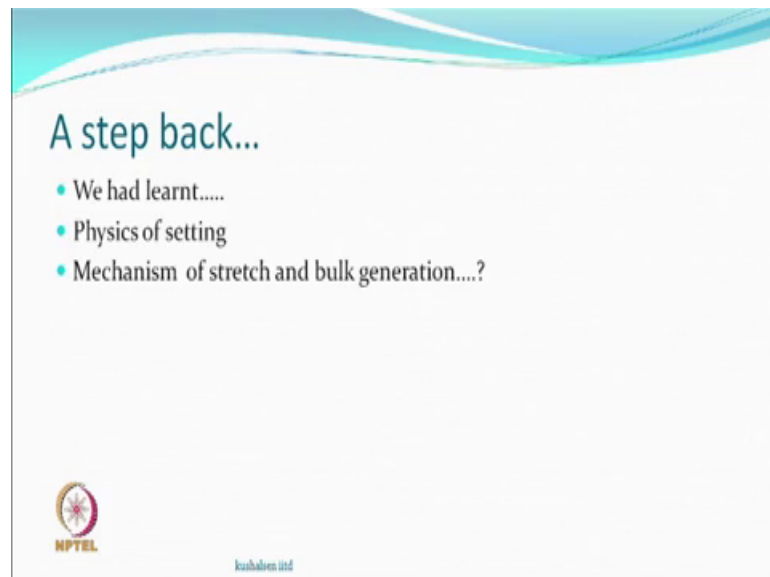 A step back...
• We had learnt.....
• Physics of setting
• Mechanism of stretch and bulk generation....?
NPTEL
kushalsen iitd